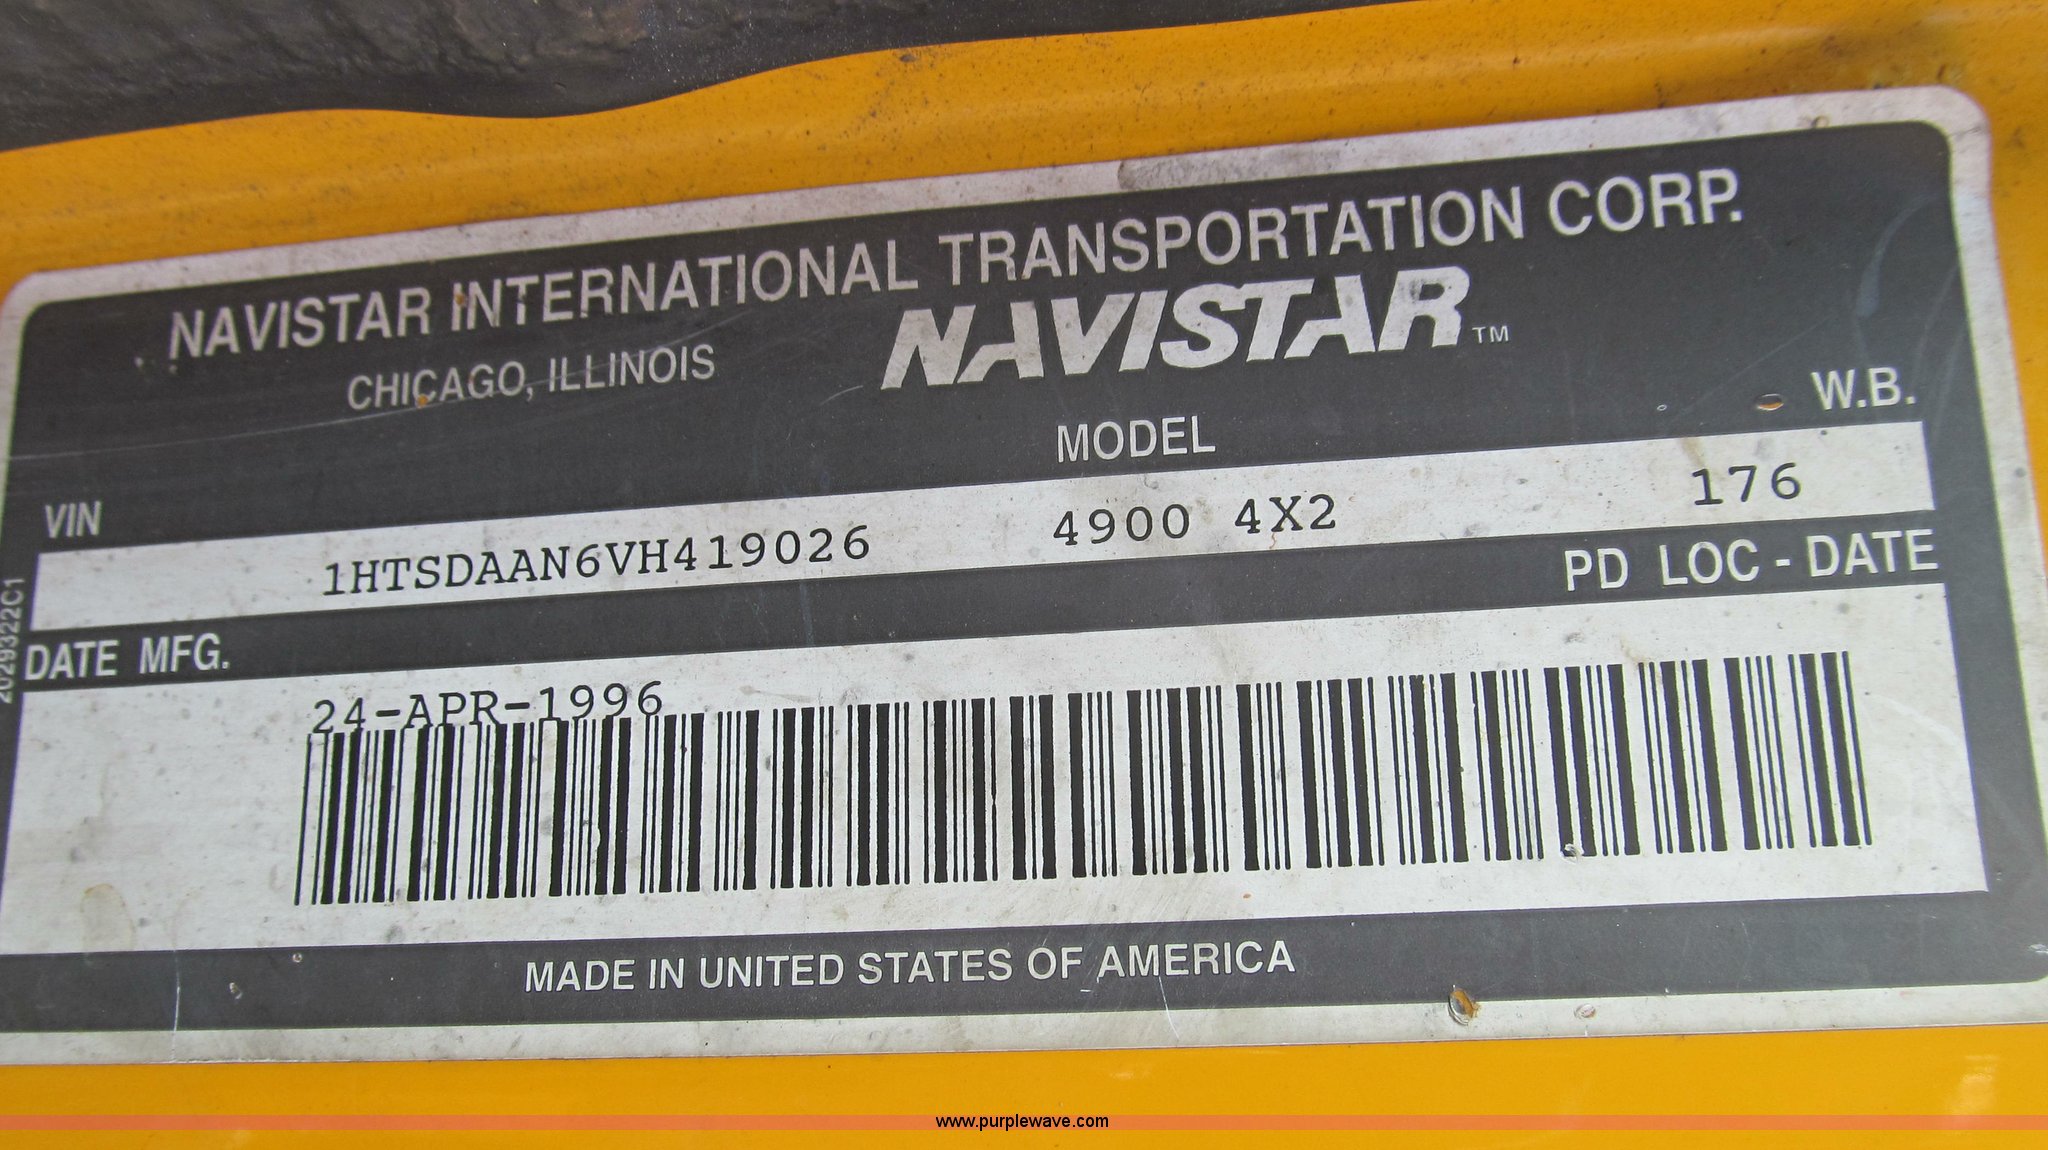 NAVISTAR INTERNATIONAL TRANSPORTATION CORP.
CHICAGO, ILLINOIS
NAVISTAR™
VIN
MODEL
W.B.
1HTSDAAN6VH419026 4900 4X2 176
DATE MFG.
PD LOC - DATE
24-APR-1996
2029322C1
MADE IN UNITED STATES OF AMERICA
www.purplewave.com